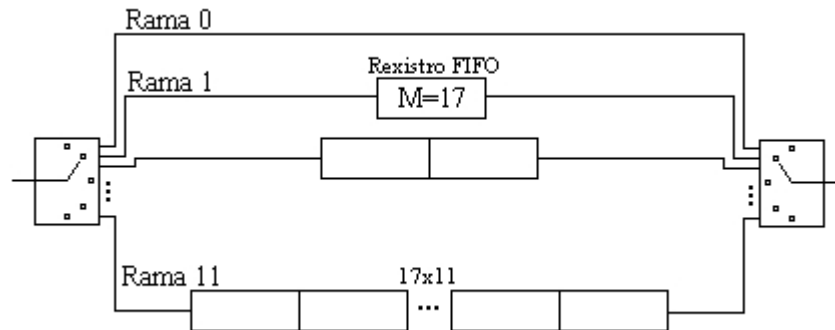 Rama 0
Rexistro FIFO
Rama 1
M=17
Rama 11
17x11